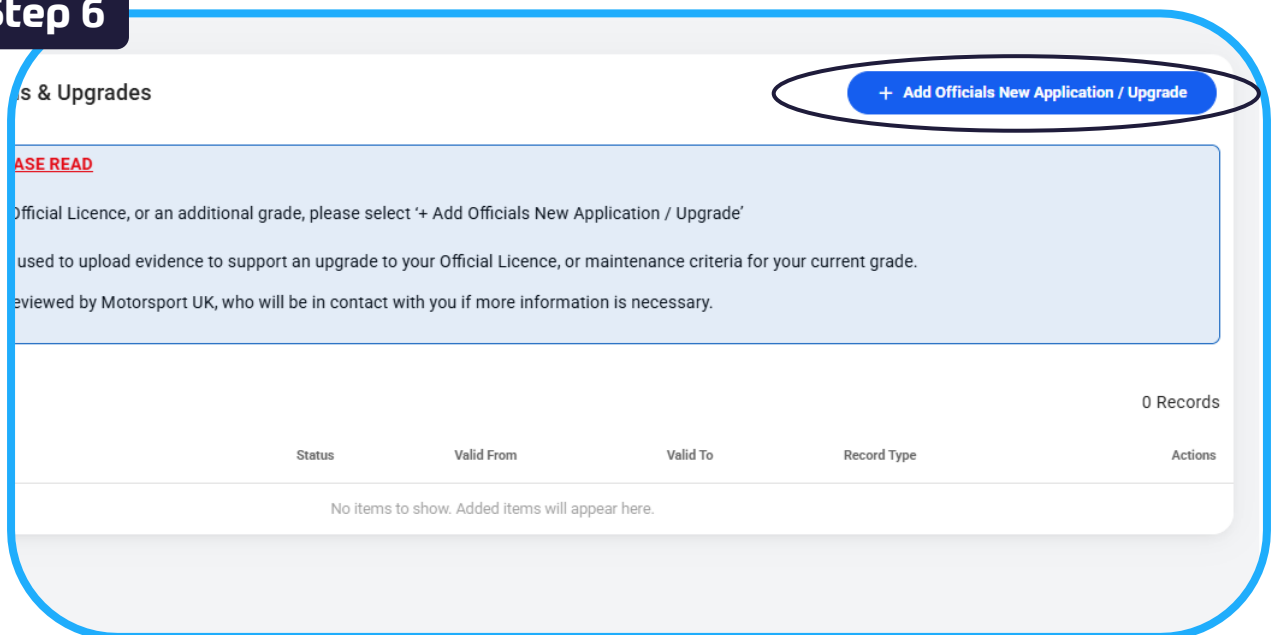 Step 6
ls & Upgrades
+ Add Officials New Application / Upgrade
ASE READ
Official Licence, or an additional grade, please select ‘+ Add Officials New Application / Upgrade’
used to upload evidence to support an upgrade to your Official Licence, or maintenance criteria for your current grade.
eviewed by Motorsport UK, who will be in contact with you if more information is necessary.
0 Records
Status Valid From Valid To Record Type Actions
No items to show. Added items will appear here.